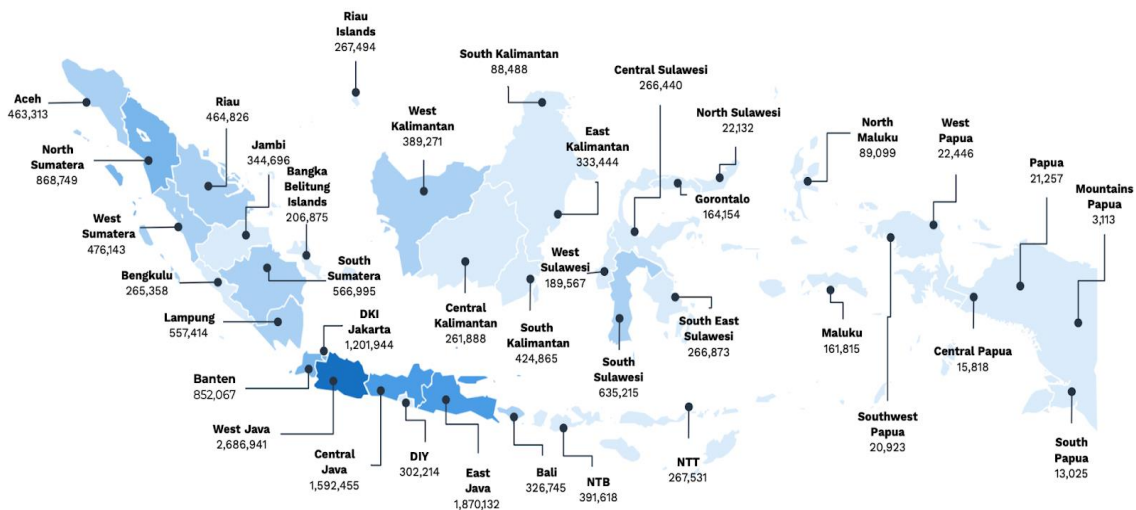 Riau
Islands
267,494
South Kalimantan
88,488
Central Sulawesi
266,440
Aceh
463,313
Riau
464,826
West
Kalimantan
389,271
East
Kalimantan
333,444
North Sulawesi
22,132
North
Maluku
89,099
West
Papua
22,446
Papua
21,257
Mountains
Papua
3,113
North
Sumatera
868,749
Jambi
344,696
Bangka
Belitung
Islands
206,875
Gorontalo
164,154
West
Sumatera
476,143
Bengkulu
265,358
South
Sumatera
566,995
West
Sulawesi
189,567
Lampung
557,414
DKI
Jakarta
1,201,944
Central
Kalimantan
261,888
South
Kalimantan
424,865
South East
Sulawesi
266,873
Maluku
161,815
Central Papua
15,818
Banten
852,067
South
Sulawesi
635,215
West Java
2,686,941
Central
Java
1,592,455
DIY
302,214
East
Java
1,870,132
Bali
326,745
NTB
391,618
NTT
267,531
Southwest
Papua
20,923
South
Papua
13,025